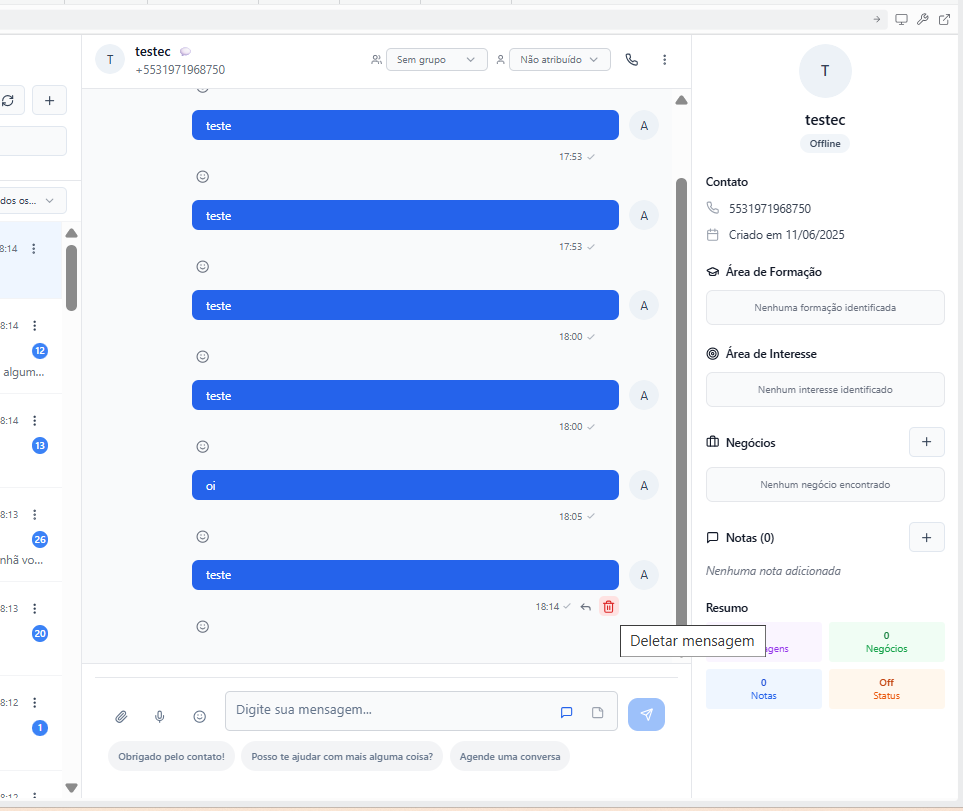 testec
+5531971968750
Sem grupo
Não atribuído
dos os...
8:14
8:14
12
algum...
8:14
13
8:13
26
nhã vo...
8:13
20
8:12
1
8:12
teste
A
17:53
teste
A
17:53
teste
A
18:00
teste
A
18:00
oi
A
18:05
teste
A
18:14
Deletar mensagem
Digite sua mensagem...
Obrigado pelo contato!
Posso te ajudar com mais alguma coisa?
Agende uma conversa
T
T
testec
Offline
Contato
5531971968750
Criado em 11/06/2025
Área de Formação
Nenhuma formação identificada
Área de Interesse
Nenhum interesse identificado
Negócios
Nenhum negócio encontrado
Notas (0)
Nenhuma nota adicionada
Resumo
agens
0
Negócios
0
Notas
Off
Status